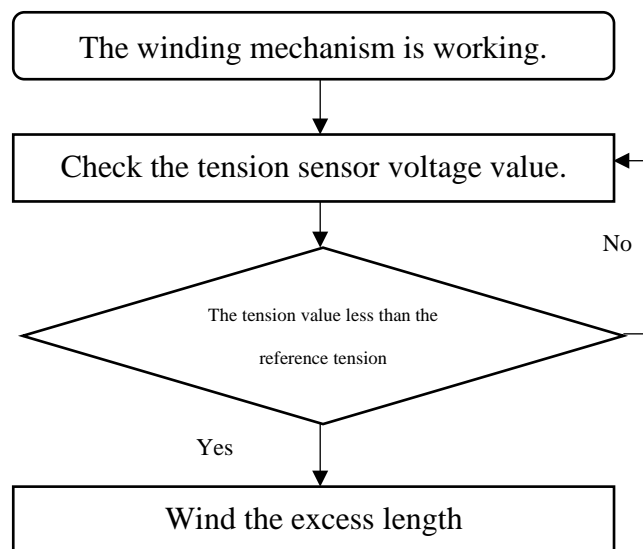 The winding mechanism is working.
Check the tension sensor voltage value.
No
The tension value less than the
reference tension
Yes
Wind the excess length